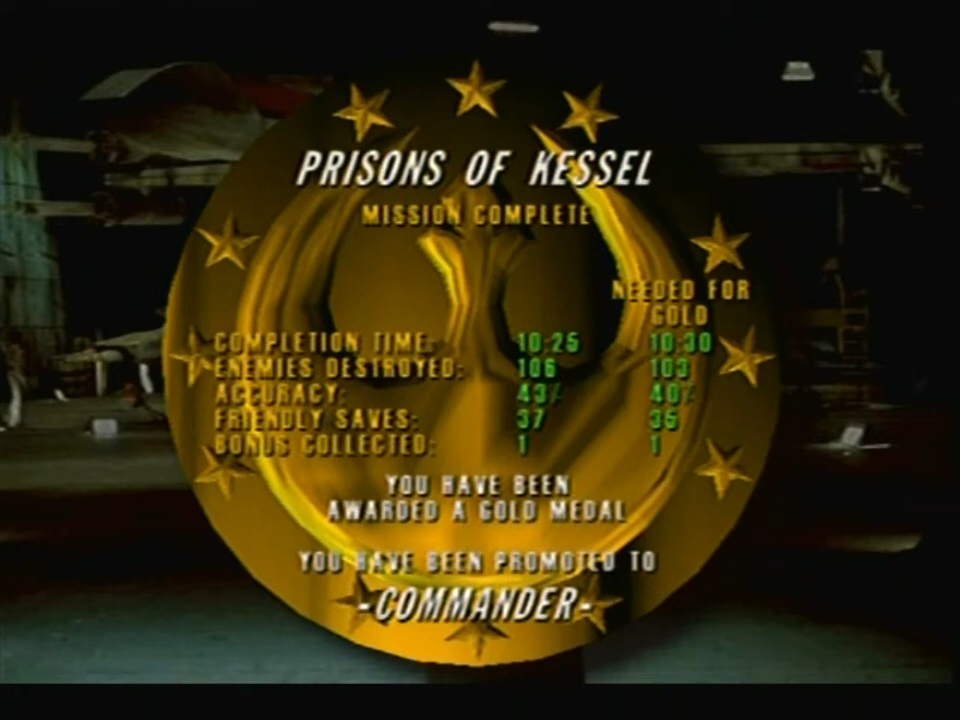 PRISONS OF KESSEL
MISSION COMPLETE
NEEDED FOR
GOLD
COMPLETION TIME: 10:25 10:30
ENEMIES DESTROYED: 106 103
ACCURACY: 43% 40%
FRIENDLY SAVES: 37 35
BONUS COLLECTED: 1 1
YOU HAVE BEEN
AWARDED A GOLD MEDAL
YOU HAVE BEEN PROMOTED TO
-COMMANDER-